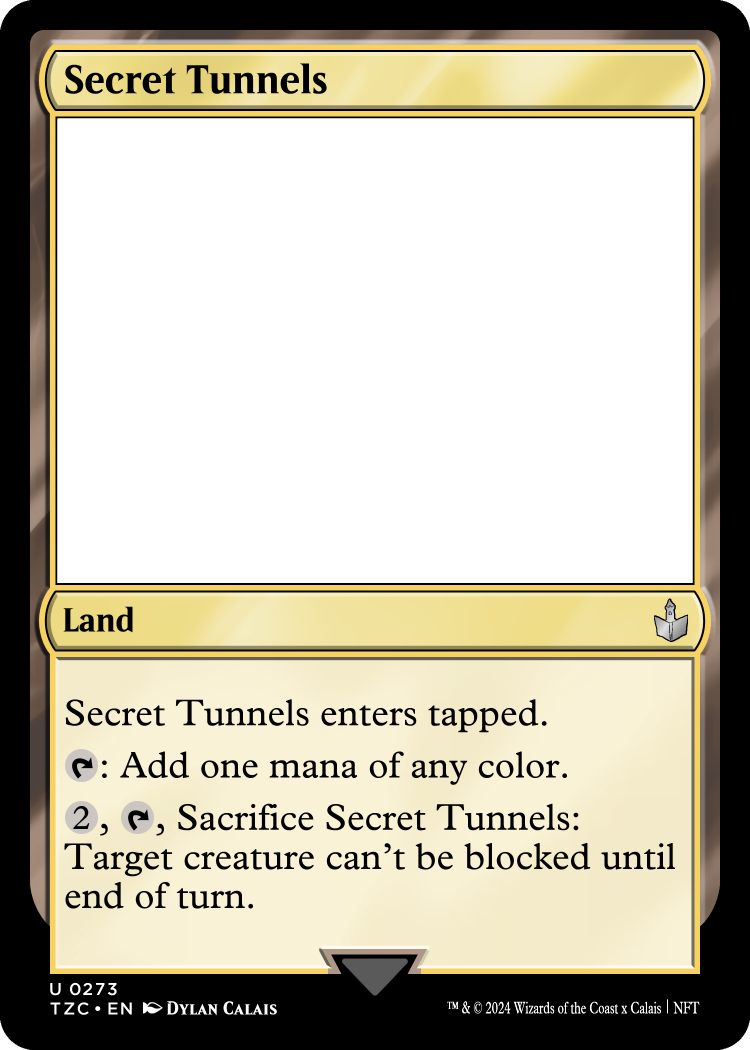 Secret Tunnels
Land
Secret Tunnels enters tapped.
: Add one mana of any color.
2, , Sacrifice Secret Tunnels:
Target creature can't be blocked until
end of turn.
U 0273
TZC • EN Dylan Calais
™ & © 2024 Wizards of the Coast x Calais | NFT